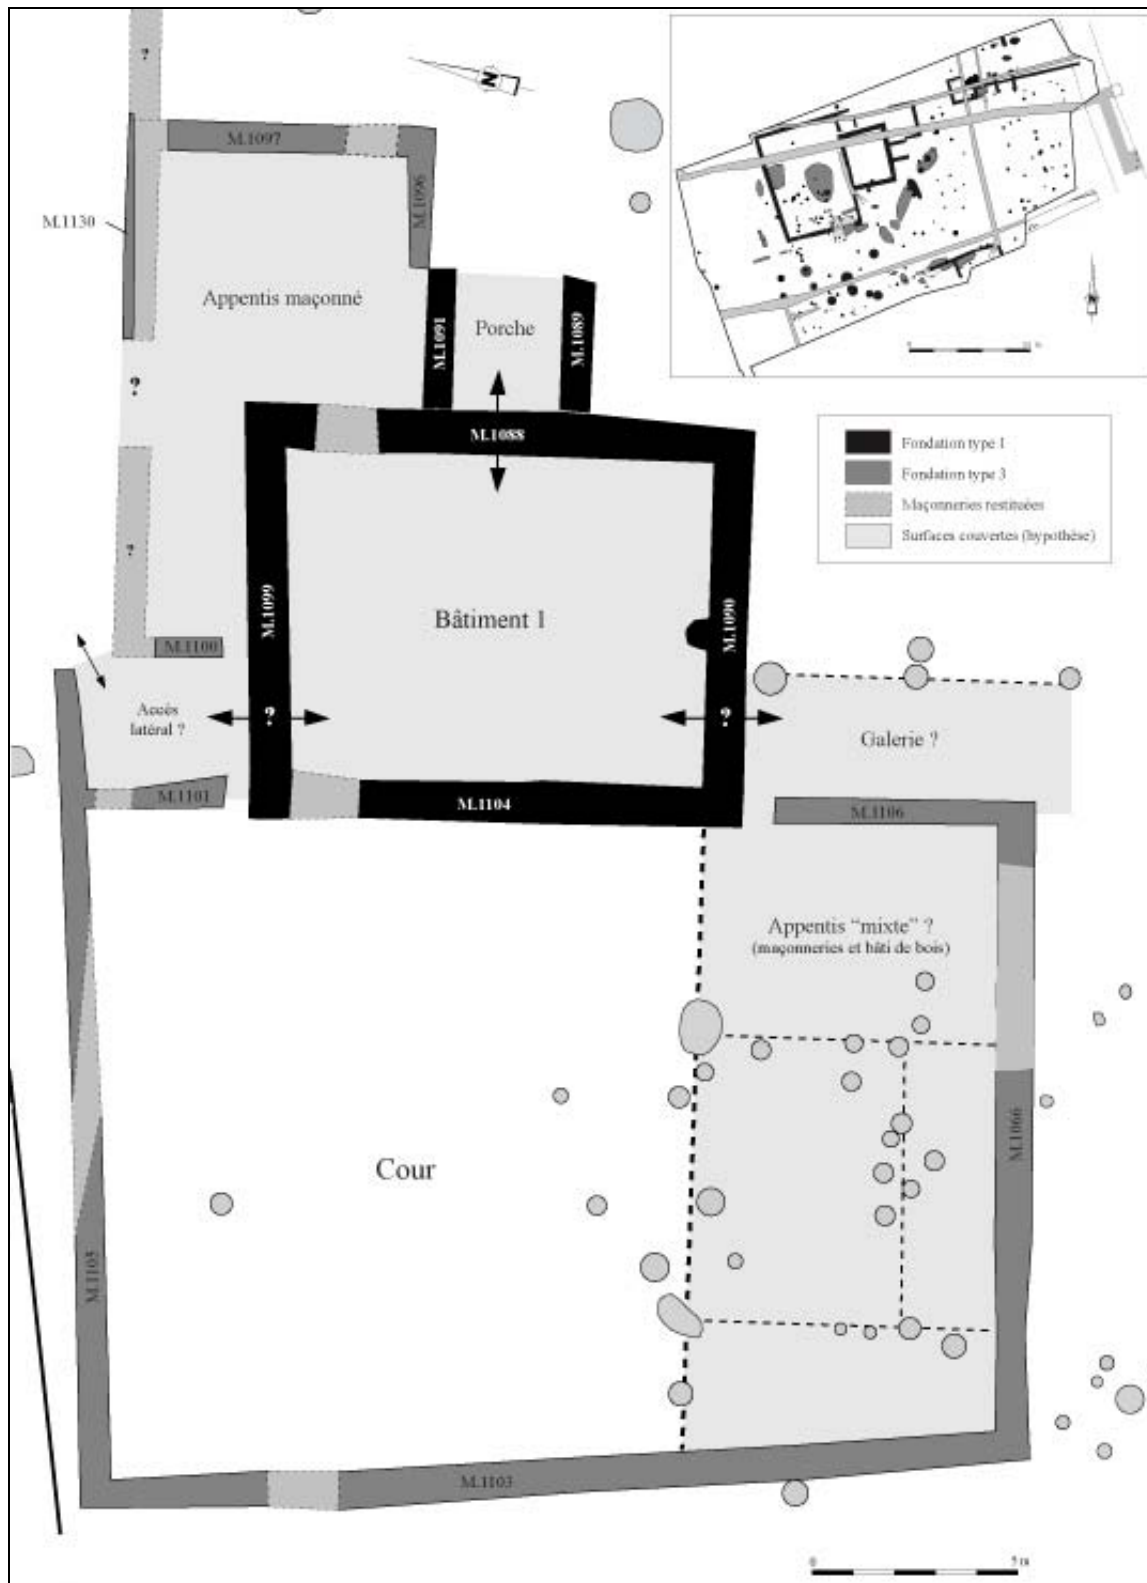 ?
N
M.1097
M.1096
M.1130
Appentis maçonné
Porche
M.1091
M.1089
?
M.1088
N
0
Fondation type 1
Fondation type 3
Maçonneries restituées
Surfaces couvertes (hypothèse)
?
M.1099
Bâtiment 1
M.1090
M.1100
Accès
latéral ?
?
?
Galerie ?
M.1101
M.1104
M.1106
Appentis “mixte” ?
(maçonneries et bâti de bois)
M.1066
Cour
M.1105
M.1103
0
5 m